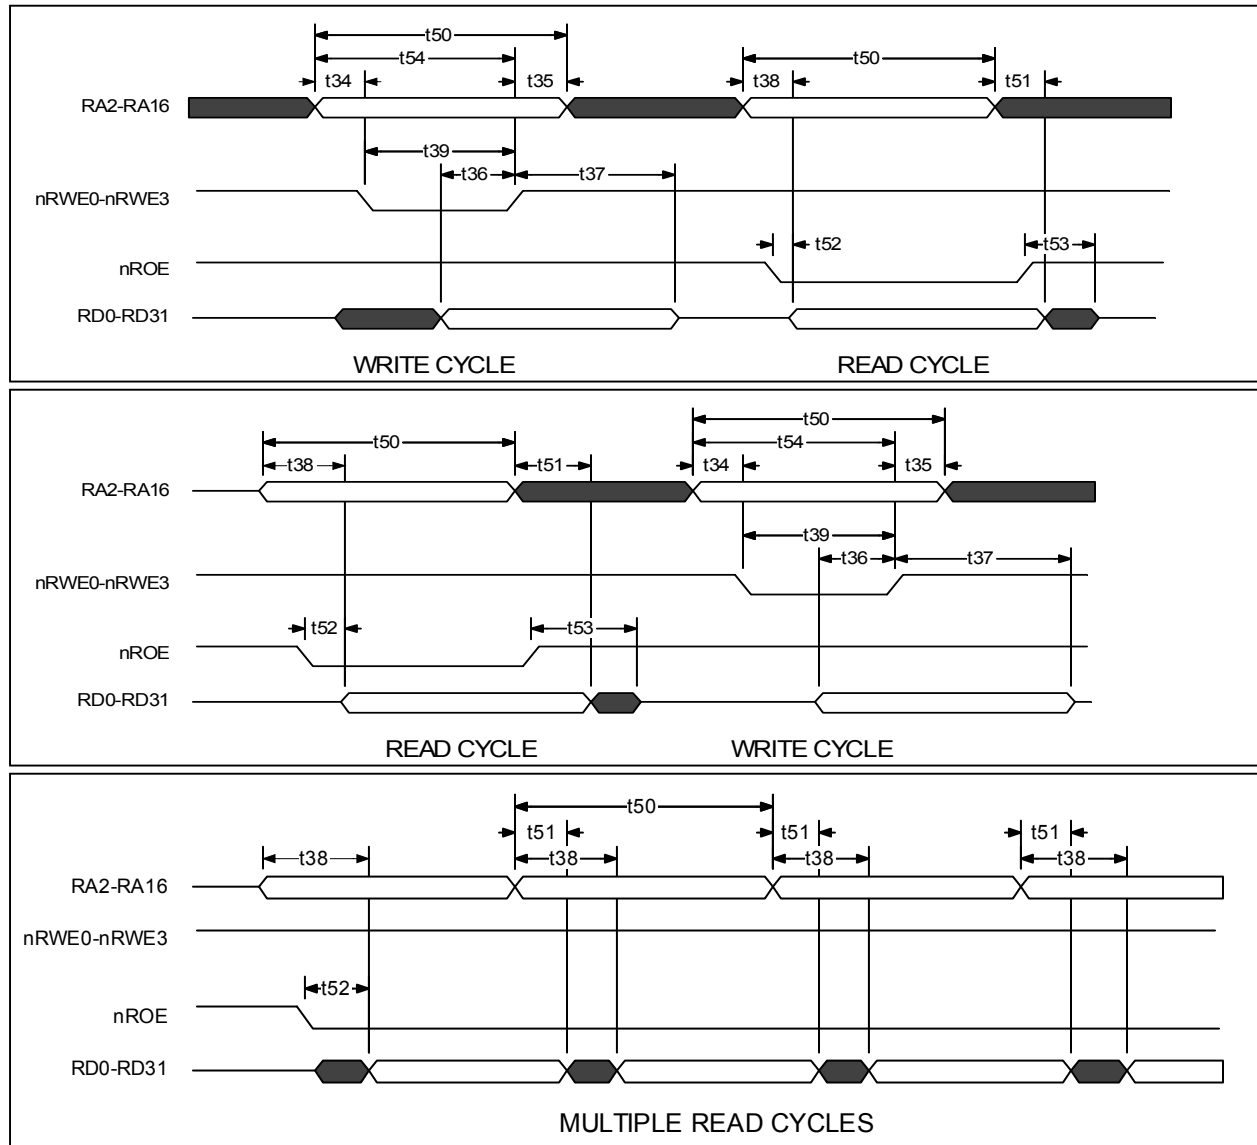 t50
t54 t50
t34 t35 t38 t51
RA2-RA16
t39
t36 t37
nRWE0-nRWE3
t52 t53
nROE
RD0-RD31
WRITE CYCLE READ CYCLE
t50
t50 t54
t38 t51 t34 t35
RA2-RA16
t39
t36 t37
nRWE0-nRWE3
t52 t53
nROE
RD0-RD31
READ CYCLE WRITE CYCLE
t50
t51 t51 t51
t38 t38 t38 t38
RA2-RA16
nRWE0-nRWE3
t52
nROE
RD0-RD31
MULTIPLE READ CYCLES